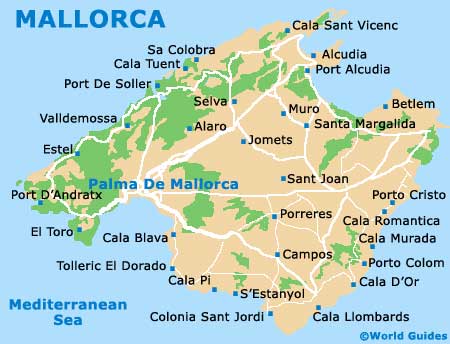 MALLORCA
Cala Sant Vicenc
Sa Colobra
Cala Tuent
Alcudia
Port Alcudia
Port De Soller
Selva
Muro
Betlem
Valldemossa
Alaro
Santa Margalida
Jomets
Estel
Sant Joan
Palma De Mallorca
Port D'Andratx
Porto Cristo
Porreres
Cala Romantica
El Toro
Cala Blava
Cala Murada
Campos
Porto Colom
Tolleric El Dorado
Cala Pi
S'Estanyol
Cala D'Or
Mediterranean
Sea
Colonia Sant Jordi
Cala Llombards
©World Guides